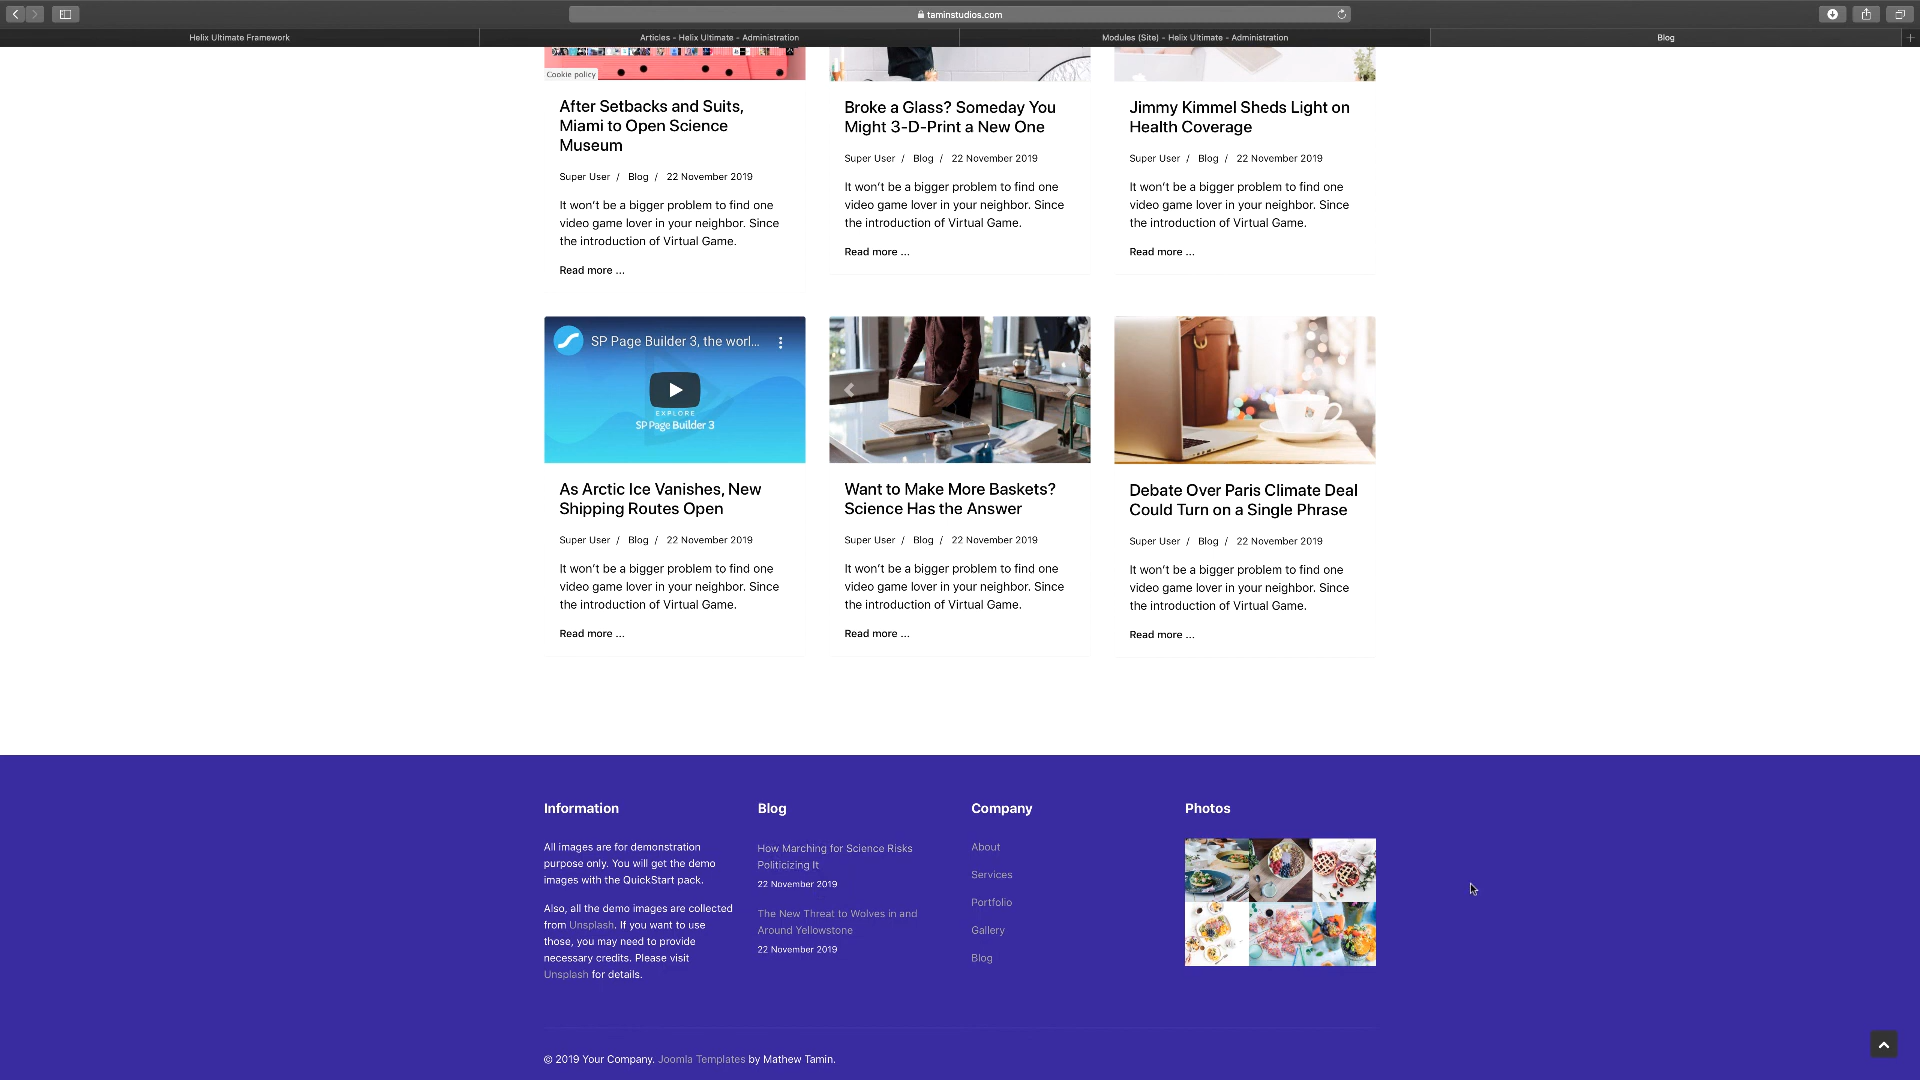 taminstudios.com
Helix Ultimate Framework
Articles - Helix Ultimate - Administration
Modules (Site) - Helix Ultimate - Administration
Blog
Cookie policy
After Setbacks and Suits,
Miami to Open Science
Museum
Super User / Blog / 22 November 2019
It won't be a bigger problem to find one
video game lover in your neighbor. Since
the introduction of Virtual Game.
Read more ...
Broke a Glass? Someday You
Might 3-D-Print a New One
Super User / Blog / 22 November 2019
It won't be a bigger problem to find one
video game lover in your neighbor. Since
the introduction of Virtual Game.
Read more ...
Jimmy Kimmel Sheds Light on
Health Coverage
Super User / Blog / 22 November 2019
It won't be a bigger problem to find one
video game lover in your neighbor. Since
the introduction of Virtual Game.
Read more ...
SP Page Builder 3, the worl...
EXPLORE
SP Page Builder 3
As Arctic Ice Vanishes, New
Shipping Routes Open
Super User / Blog / 22 November 2019
It won't be a bigger problem to find one
video game lover in your neighbor. Since
the introduction of Virtual Game.
Read more ...
Want to Make More Baskets?
Science Has the Answer
Super User / Blog / 22 November 2019
It won't be a bigger problem to find one
video game lover in your neighbor. Since
the introduction of Virtual Game.
Read more ...
Debate Over Paris Climate Deal
Could Turn on a Single Phrase
Super User / Blog / 22 November 2019
It won't be a bigger problem to find one
video game lover in your neighbor. Since
the introduction of Virtual Game.
Read more ...
Information
All images are for demonstration
purpose only. You will get the demo
images with the QuickStart pack.
Also, all the demo images are collected
from Unsplash. If you want to use
those, you may need to provide
necessary credits. Please visit
Unsplash for details.
Blog
How Marching for Science Risks
Politicizing It
22 November 2019
The New Threat to Wolves in and
Around Yellowstone
22 November 2019
Company
About
Services
Portfolio
Gallery
Blog
Photos
© 2019 Your Company. Joomla Templates by Mathew Tamin.